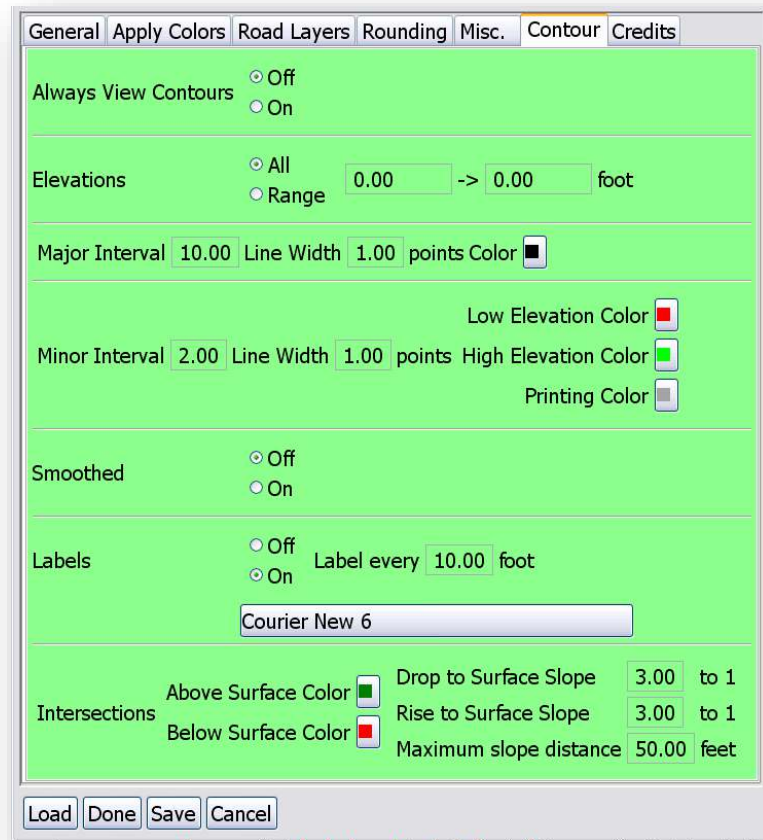 General Apply Colors Road Layers Rounding Misc. Contour Credits
Always View Contours Off
On
Elevations All 0.00 -> 0.00 foot
Range
Major Interval 10.00 Line Width 1.00 points Color
Low Elevation Color
Minor Interval 2.00 Line Width 1.00 points High Elevation Color
Printing Color
Smoothed Off
On
Labels Off Label every 10.00 foot
On
Courier New 6
Intersections Above Surface Color Drop to Surface Slope 3.00 to 1
Rise to Surface Slope 3.00 to 1
Below Surface Color Maximum slope distance 50.00 feet
Load Done Save Cancel